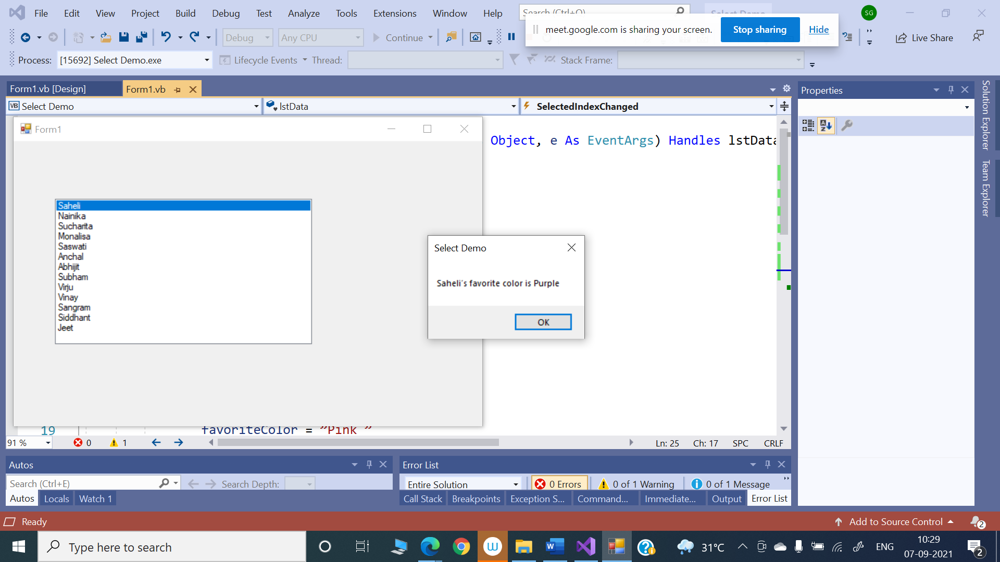 File Edit View Project Build Debug Test Analyze Tools Extensions Window Help
SG
meet.google.com is sharing your screen. Stop sharing Hide
Debug Any CPU Continue Live Share
Process: [15692] Select Demo.exe Lifecycle Events Thread: Stack Frame:
Form1.vb [Design] Form1.vb
Select Demo lstData SelectedIndexChanged
Form1
Object, e As EventArgs) Handles lstData
Saheli
Nainika
Sucharita
Monalisa
Saswati
Anchal
Abhijit
Subham
Virju
Vinay
Sangram
Siddhant
Jeet
Select Demo
Saheli's favorite color is Purple
OK
19 favoriteColor = "Pink "
91 % 0 1 Ln: 25 Ch: 17 SPC CRLF
Properties
Solution Explorer
Team Explorer
Autos
Search (Ctrl+E) Search Depth:
Autos Locals Watch 1
Error List
Entire Solution 0 Errors 0 of 1 Warning 0 of 1 Message
Call Stack Breakpoints Exception S... Command... Immediate... Output Error List
Ready Add to Source Control 2
Type here to search
31°C ENG 10:29
07-09-2021
2